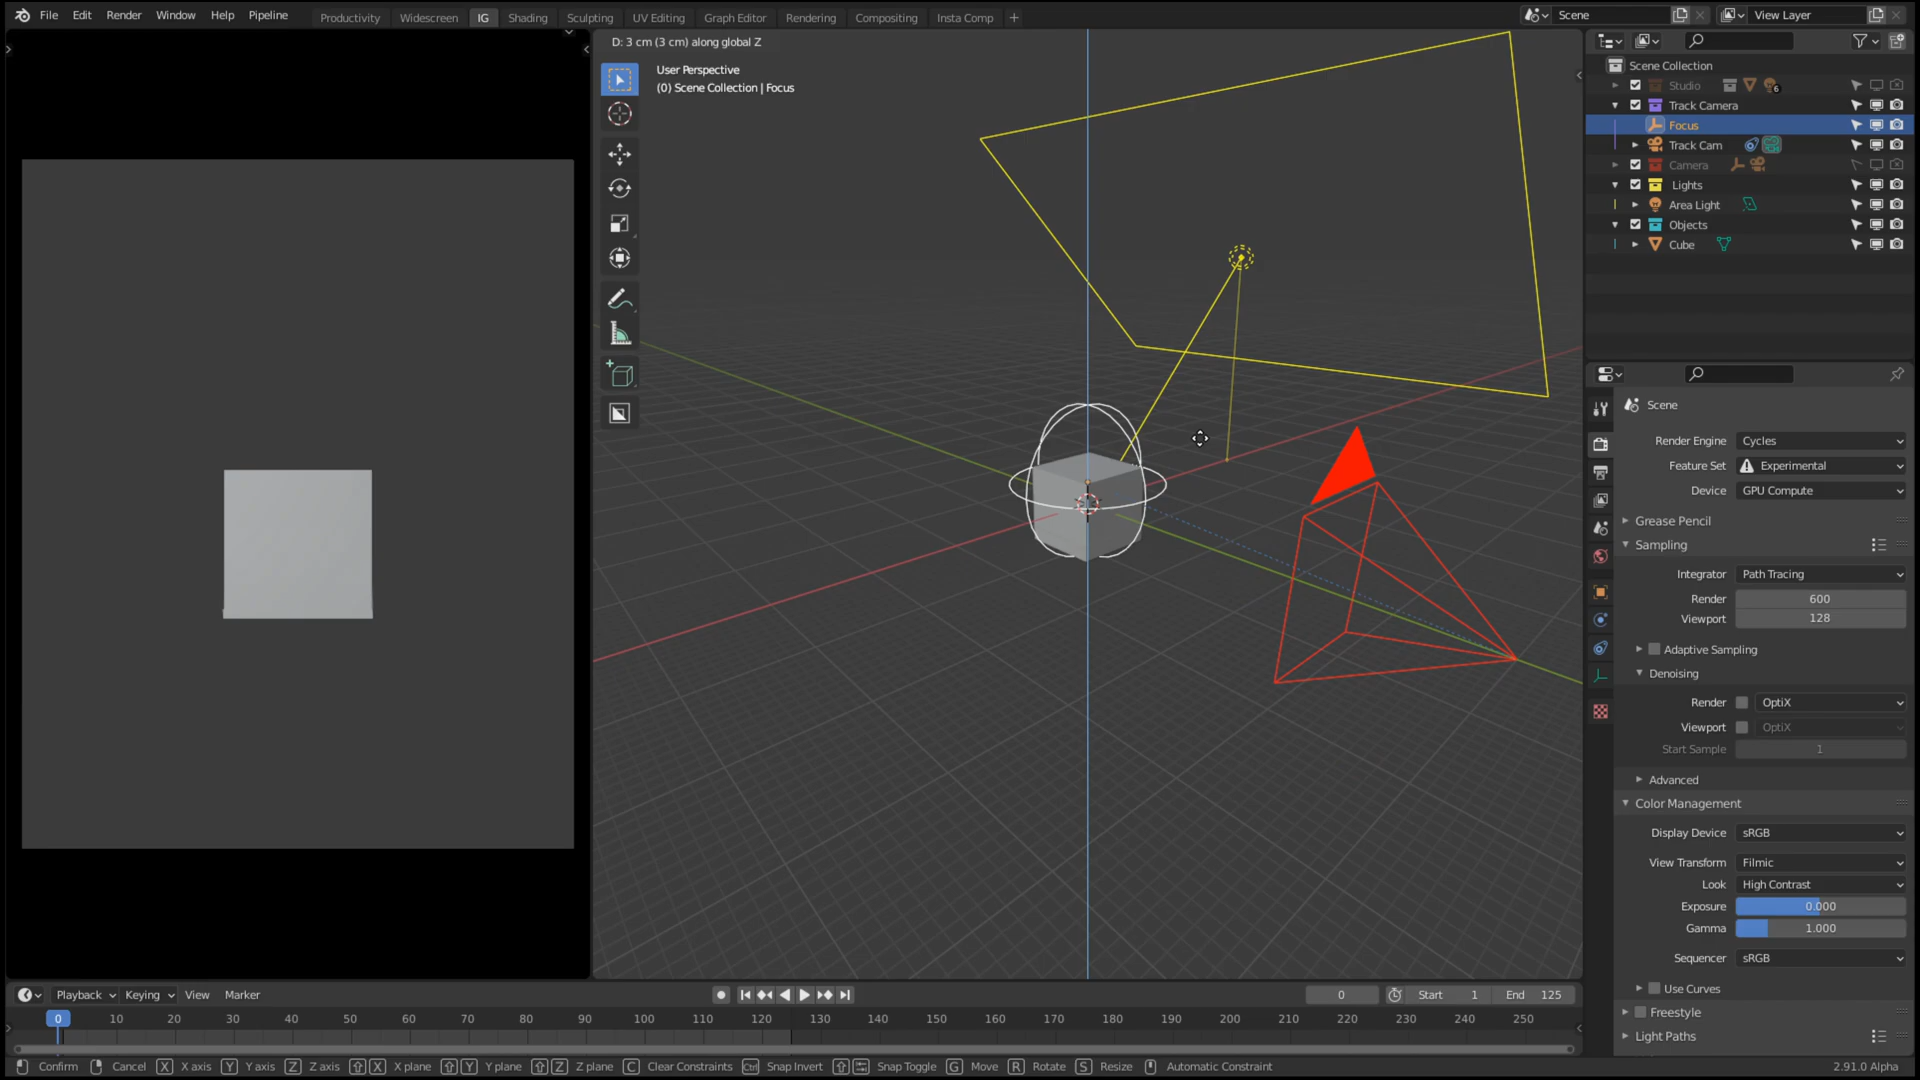 File Edit Render Window Help Pipeline Productivity Widescreen IG Shading Sculpting UV Editing Graph Editor Rendering Compositing Insta Comp + Scene View Layer
D: 3 cm (3 cm) along global Z
User Perspective
(0) Scene Collection | Focus
Scene Collection
Studio 6
Track Camera
Focus
Track Cam
Camera
Lights
Area Light
Objects
Cube
Scene
Render Engine Cycles
Feature Set Experimental
Device GPU Compute
Grease Pencil
Sampling
Integrator Path Tracing
Render 600
Viewport 128
Adaptive Sampling
Denoising
Render OptiX
Viewport OptiX
Start Sample 1
Advanced
Color Management
Display Device sRGB
View Transform Filmic
Look High Contrast
Exposure 0.000
Gamma 1.000
Sequencer sRGB
Use Curves
Freestyle
Light Paths
Playback Keying View Marker 0 Start 1 End 125
0 10 20 30 40 50 60 70 80 90 100 110 120 130 140 150 160 170 180 190 200 210 220 230 240 250
Confirm Cancel X X axis Y Y axis Z Z axis X X plane Y Y plane Z Z plane C Clear Constraints Ctrl Snap Invert Snap Toggle G Move R Rotate S Resize Automatic Constraint 2.91.0 Alpha